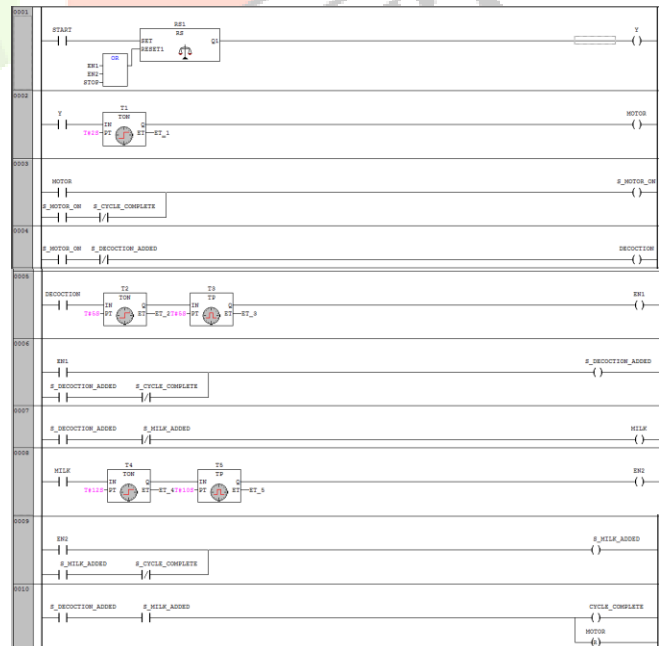 0001
START
RS1
RS
SET Q1
RESET1
Y
OR
EN1
EN2
STOP
0002
Y
T1
TON
IN Q
PT ET
ET_1
MOTOR
0003
MOTOR
S_MOTOR_ON
S_MOTOR_ON S_CYCLE_COMPLETE
0004
S_MOTOR_ON S_DECOCTION_ADDED
DECOCTION
0005
DECOCTION
T2
TON
IN Q
T#5S PT ET ET_2
T3
TP
IN Q
T#5S PT ET ET_3
EN1
0006
EN1
S_DECOCTION_ADDED
S_DECOCTION_ADDED S_CYCLE_COMPLETE
0007
S_DECOCTION_ADDED S_MILK_ADDED
MILK
0008
MILK
T4
TON
IN Q
T#12S PT ET ET_4
T5
TP
IN Q
T#10S PT ET ET_5
EN2
0009
EN2
S_MILK_ADDED
S_MILK_ADDED S_CYCLE_COMPLETE
0010
S_DECOCTION_ADDED S_MILK_ADDED
CYCLE_COMPLETE
MOTOR
R